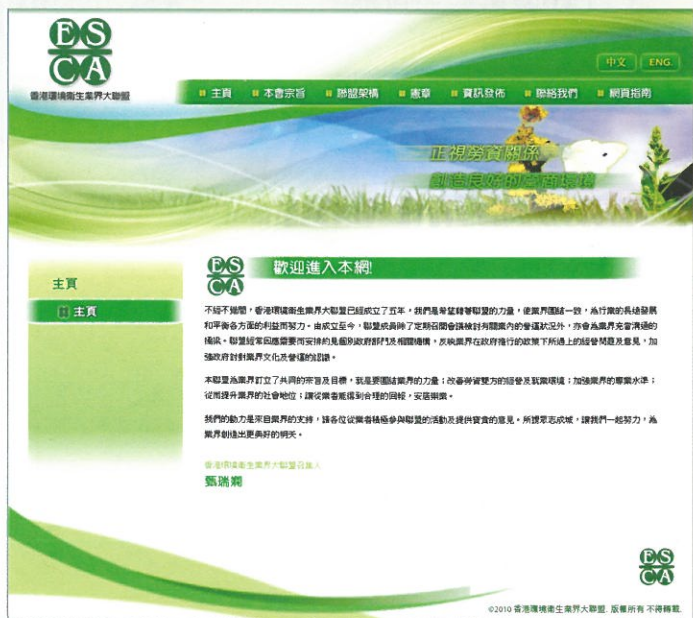 ES
CA
香港環境衞生業界大聯盟
中文 ENG.
主頁 本會宗旨 聯盟架構 憲章 資訊發佈 聯絡我們 網頁指南
正視勞資關係
創造良好的營商環境
主頁
主頁
ES
CA
歡迎進入本網!
不經不覺間，香港環境衞生業界大聯盟已經成立了五年，我們是希望藉著聯盟的力量，使業界團結一致，為行業的長遠發展
和平衡各方面的利益而努力。由成立至今，聯盟成員除了定期召開會議檢討有關業內的營運狀況外，亦會為業界充當溝通的
橋樑。聯盟經常因應需要而安排約見個別政府部門及相關機構，反映業界在政府推行的政策下所遇上的經營問題及意見，加
強政府對業界文化及營運的認識。
本聯盟為業界訂立了共同的宗旨及目標，就是要團結業界的力量；改善勞資雙方的經營及就業環境；加強業界的專業水準；
從而提升業界的社會地位；讓從業者能得到合理的回報，安居樂業。
我們的動力是來自業界的支持，請各位從業者積極參與聯盟的活動及提供寶貴的意見。所謂眾志成城，讓我們一起努力，為
業界創造出更美好的明天。
香港環境衞生業界大聯盟召集人
甄瑞嫻
ES
CA
©2010 香港環境衞生業界大聯盟. 版權所有 不得轉載.